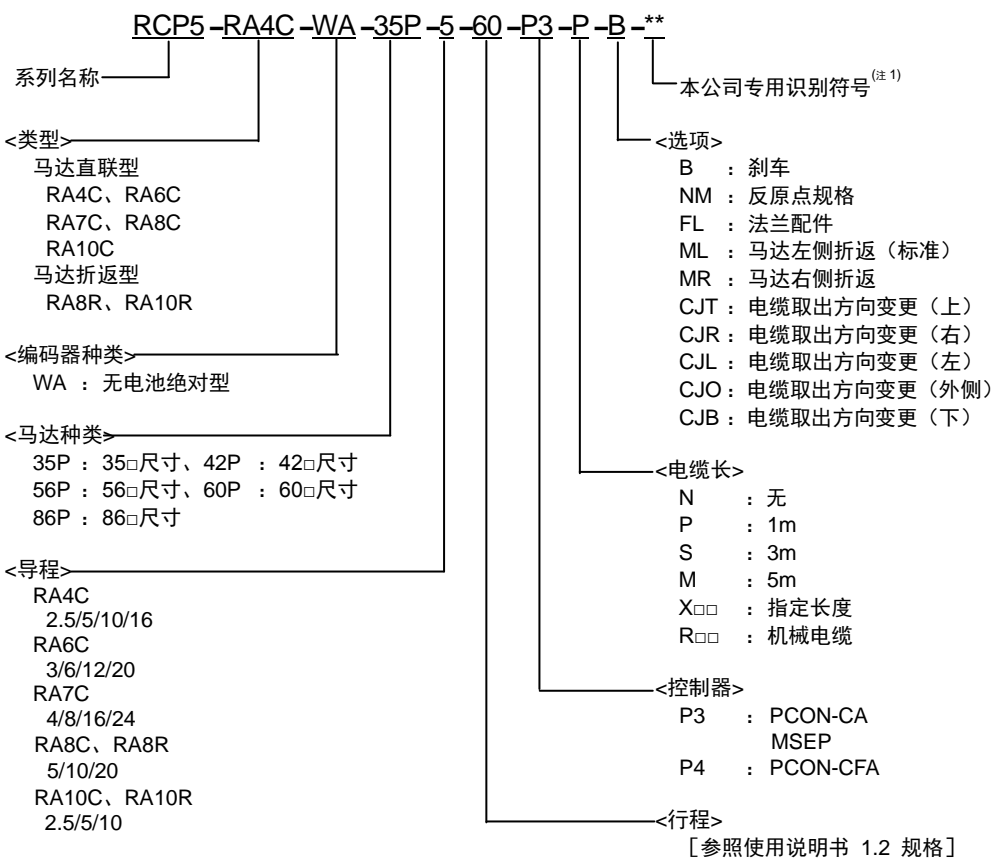 RCP5 -RA4C -WA -35P -5 -60 -P3 -P -B -**
系列名称
本公司专用识别符号(注 1)
<类型>
马达直联型
RA4C、RA6C
RA7C、RA8C
RA10C
马达折返型
RA8R、RA10R
<编码器种类>
WA :无电池绝对型
<马达种类>
35P :35□尺寸、42P :42□尺寸
56P :56□尺寸、60P :60□尺寸
86P :86□尺寸
<导程>
RA4C
2.5/5/10/16
RA6C
3/6/12/20
RA7C
4/8/16/24
RA8C、RA8R
5/10/20
RA10C、RA10R
2.5/5/10
<选项>
B :刹车
NM :反原点规格
FL :法兰配件
ML :马达左侧折返(标准)
MR :马达右侧折返
CJT :电缆取出方向变更(上)
CJR :电缆取出方向变更(右)
CJL :电缆取出方向变更(左)
CJO :电缆取出方向变更(外侧)
CJB :电缆取出方向变更(下)
<电缆长>
N :无
P :1m
S :3m
M :5m
X□□ :指定长度
R□□ :机械电缆
<控制器>
P3 :PCON-CA
MSEP
P4 :PCON-CFA
<行程>
[参照使用说明书 1.2 规格]